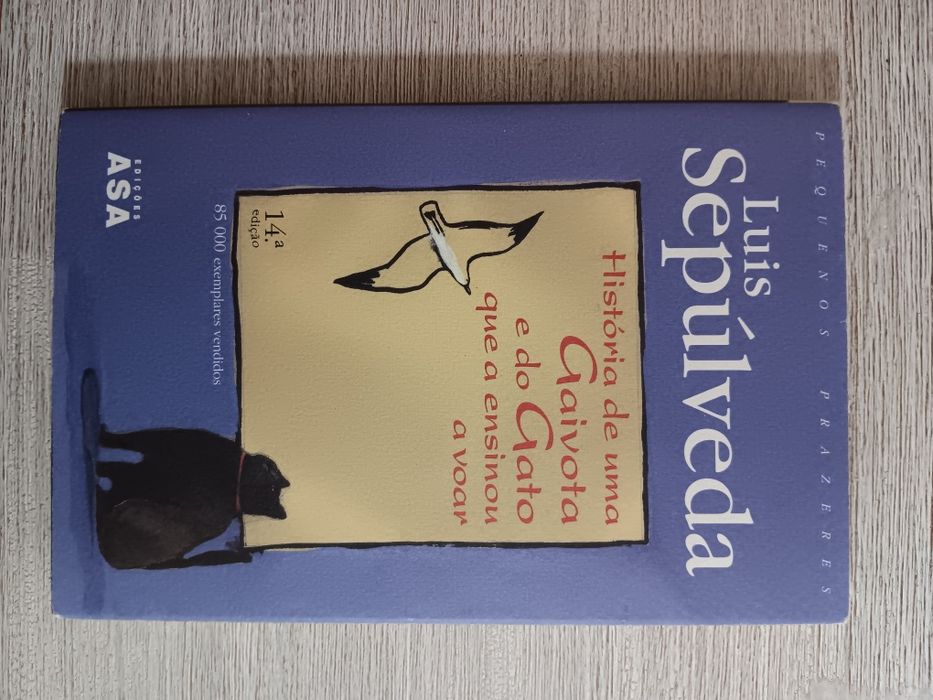 PEQUENOS PRAZERES
Luis
Sepúlveda
História de uma
Gaivota
e do Gato
que a ensinou
a voar
14.ª
edição
85 000 exemplares vendidos
EDIÇÕES
ASA